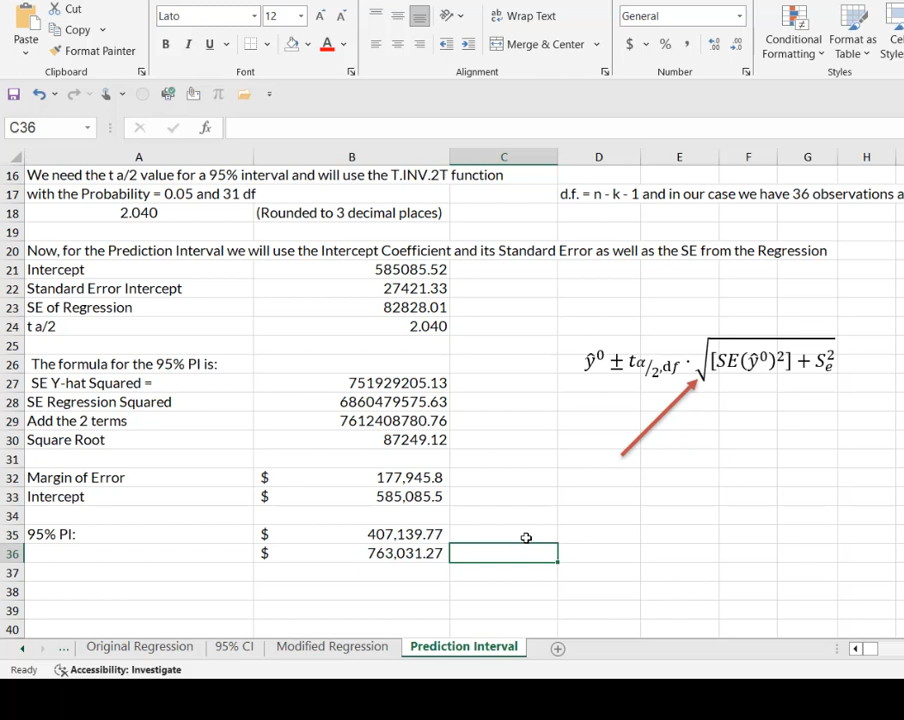 Cut
Copy
Paste
Format Painter
Clipboard
Lato 12 A A
B I U A
Font
ab Wrap Text
Merge & Center
Alignment
General
$ % ,
Number
Conditional Formatting
Format as Table
Styles
C36 fx
A B C D E F G H
16 We need the t a/2 value for a 95% interval and will use the T.INV.2T function
17 with the Probability = 0.05 and 31 df d.f. = n - k - 1 and in our case we have 36 observations a
18 2.040 (Rounded to 3 decimal places)
19
20 Now, for the Prediction Interval we will use the Intercept Coefficient and its Standard Error as well as the SE from the Regression
21 Intercept 585085.52
22 Standard Error Intercept 27421.33
23 SE of Regression 82828.01
24 t a/2 2.040
25
26 The formula for the 95% PI is: ŷ⁰ ± tα/2,df · √[SE(ŷ⁰)²] + Sₑ²
27 SE Y-hat Squared = 751929205.13
28 SE Regression Squared 6860479575.63
29 Add the 2 terms 7612408780.76
30 Square Root 87249.12
31
32 Margin of Error $ 177,945.8
33 Intercept $ 585,085.5
34
35 95% PI: $ 407,139.77
36 $ 763,031.27
37
38
39
40
... Original Regression 95% CI Modified Regression Prediction Interval
Ready Accessibility: Investigate